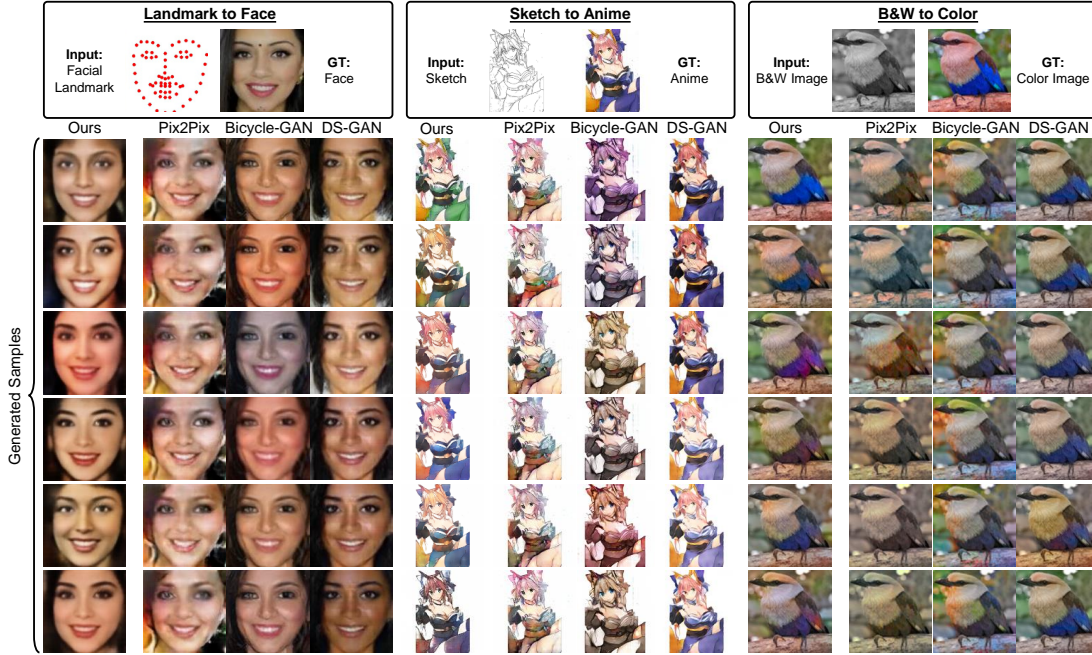 Landmark to Face
Input:
Facial
Landmark
GT:
Face
Sketch to Anime
Input:
Sketch
GT:
Anime
B&W to Color
Input:
B&W Image
GT:
Color Image
Ours Pix2Pix Bicycle-GAN DS-GAN
Ours Pix2Pix Bicycle-GAN DS-GAN
Ours Pix2Pix Bicycle-GAN DS-GAN
Generated Samples